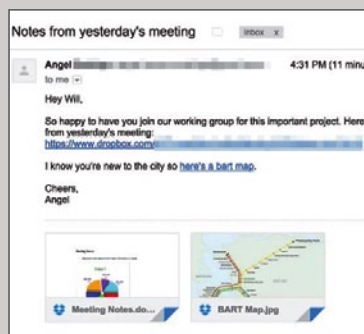 Notes from yesterday's meeting
Inbox x
Angel
4:31 PM (11 minu
to me
Hey Will,
So happy to have you join our working group for this important project. Here
from yesterday's meeting:
https://www.dropbox.com/
I know you're new to the city so here's a bart map.
Cheers,
Angel
Meeting Notes.do...
BART Map.jpg